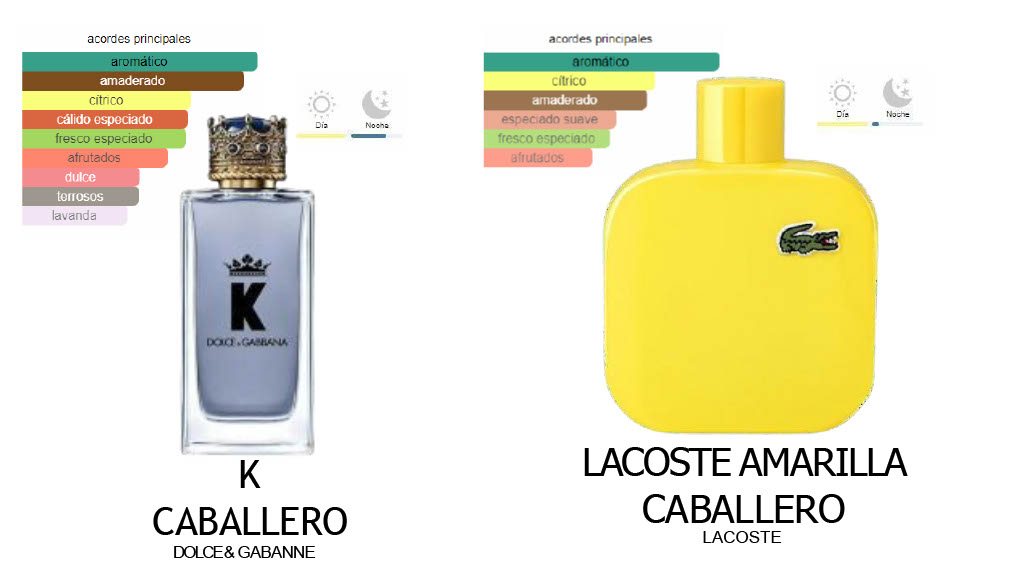 acordes principales
aromático
amaderado
cítrico
cálido especiado
fresco especiado
afrutados
dulce
terrosos
lavanda
Día
Noche
K
DOLCE & GABBANA
K
CABALLERO
DOLCE & GABANNE
acordes principales
aromático
cítrico
amaderado
especiado suave
fresco especiado
afrutados
Día
Noche
LACOSTE AMARILLA
CABALLERO
LACOSTE